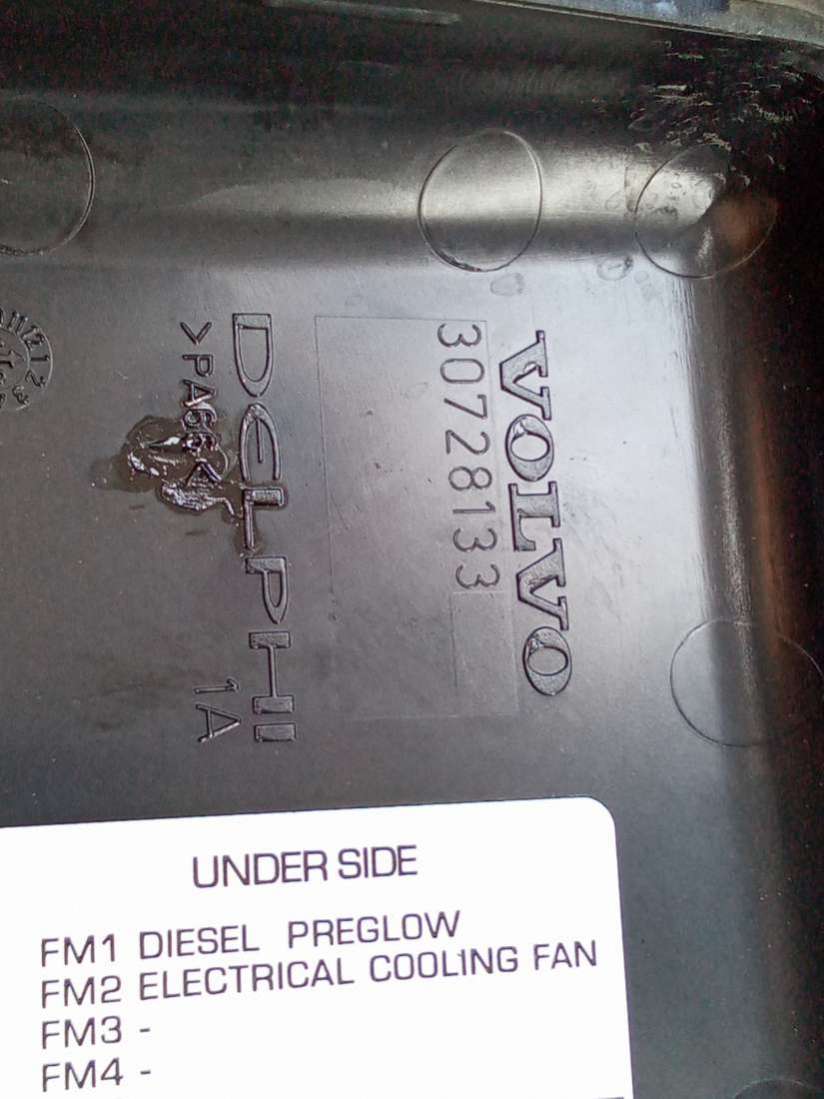 VOLVO
30728133
DELPHI
>PA66<
1A
UNDER SIDE
FM1 DIESEL PREGLOW
FM2 ELECTRICAL COOLING FAN
FM3 -
FM4 -